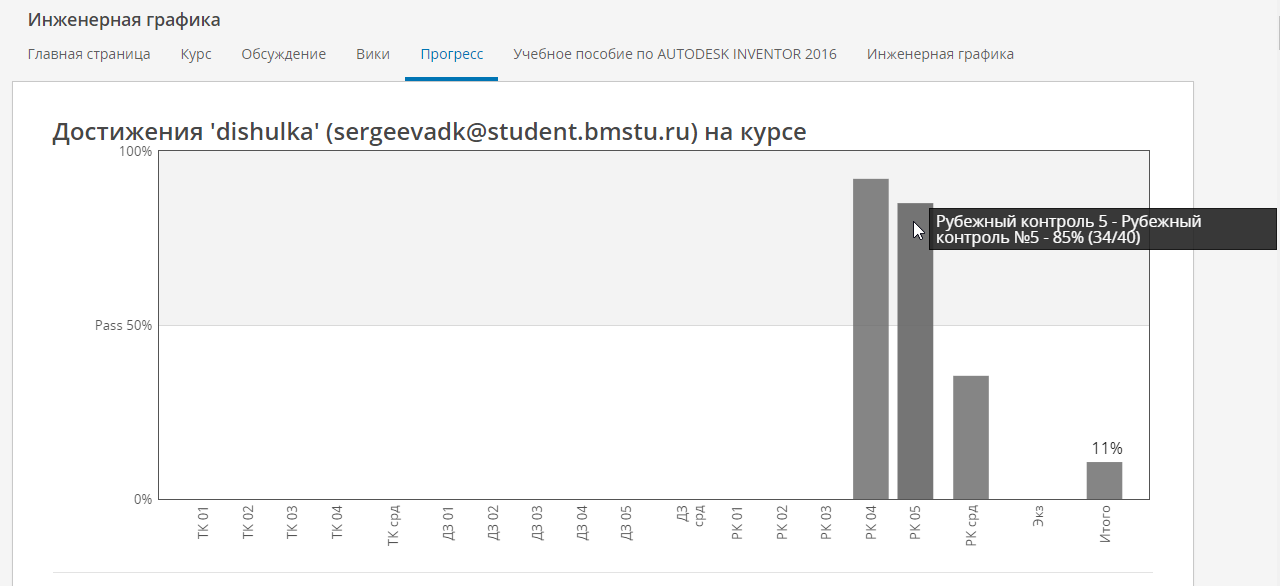 Инженерная графика
Главная страница Курс Обсуждение Вики Прогресс Учебное пособие по AUTODESK INVENTOR 2016 Инженерная графика
Достижения 'dishulka' (sergeevadk@student.bmstu.ru) на курсе
100%
Рубежный контроль 5 - Рубежный
контроль №5 - 85% (34/40)
Pass 50%
11%
0%
ТК 01
ТК 02
ТК 03
ТК 04
ТК срд
ДЗ 01
ДЗ 02
ДЗ 03
ДЗ 04
ДЗ 05
ДЗ
срд
РК 01
РК 02
РК 03
РК 04
РК 05
РК срд
Экз
Итого